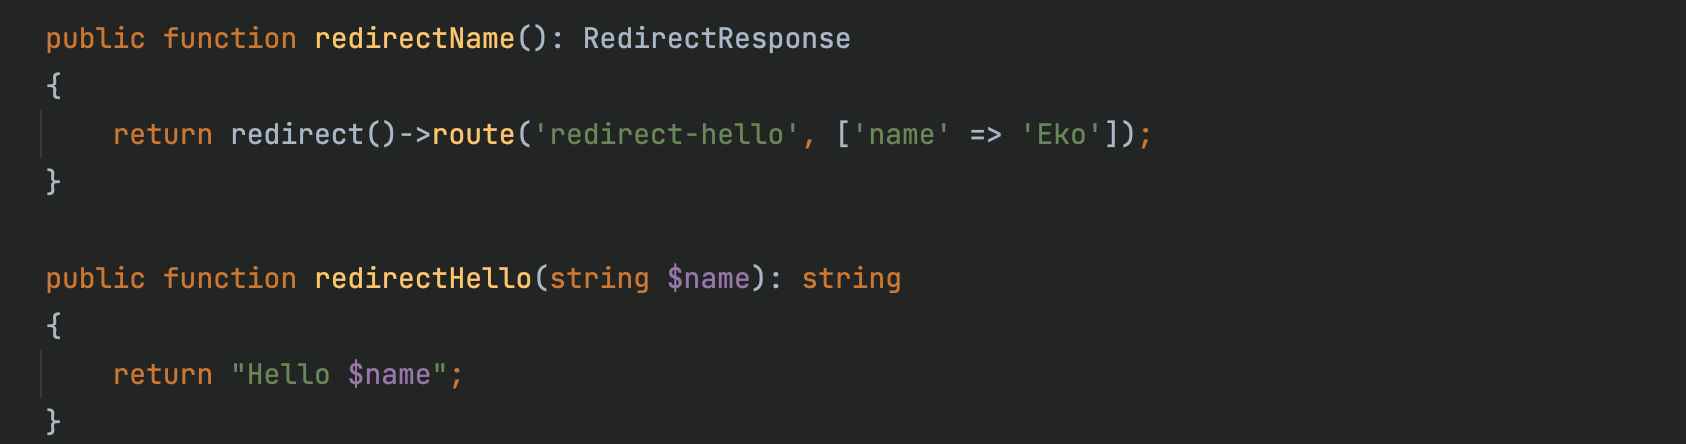 public function redirectName(): RedirectResponse
{
    return redirect()->route('redirect-hello', ['name' => 'Eko']);
}

public function redirectHello(string $name): string
{
    return "Hello $name";
}